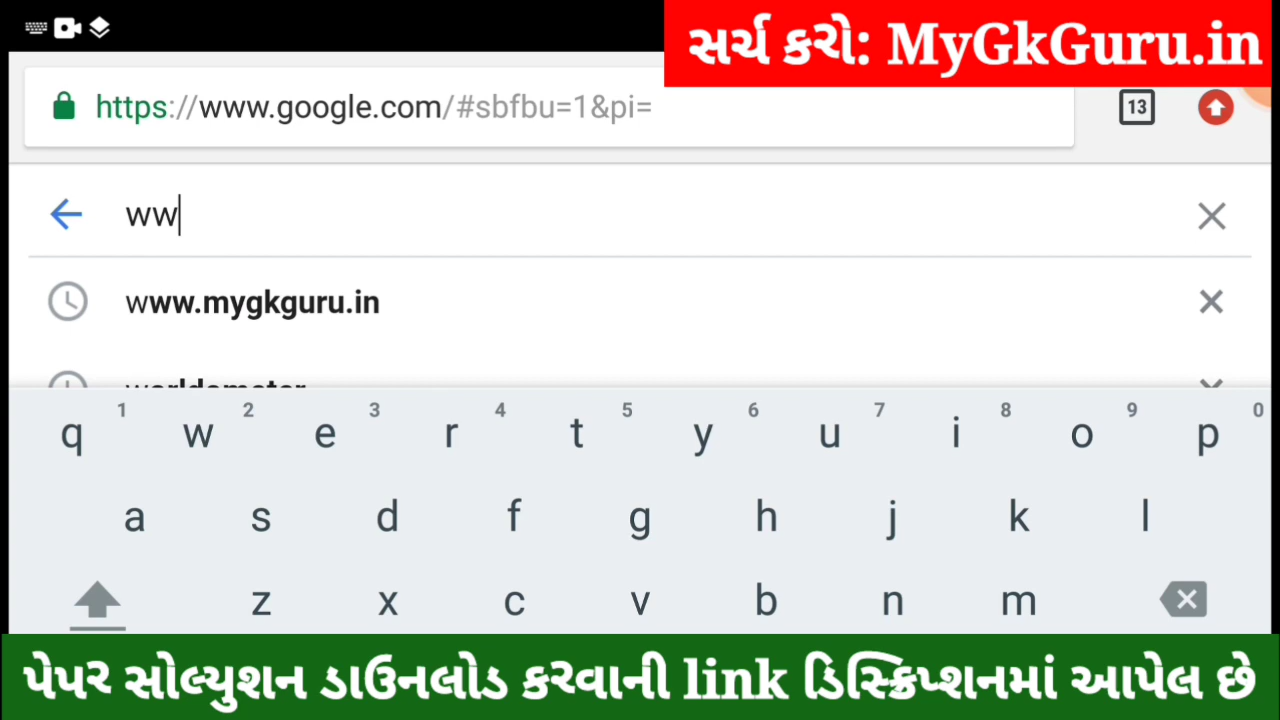 સર્ચ કરો: MyGkGuru.in
https://www.google.com/#sbfbu=1&pi=
13
ww
www.mygkguru.in
worldometer
1 2 3 4 5 6 7 8 9 0
q w e r t y u i o p
a s d f g h j k l
z x c v b n m
પેપર સોલ્યુશન ડાઉનલોડ કરવાની link ડિસ્ક્રિપ્શનમાં આપેલ છે